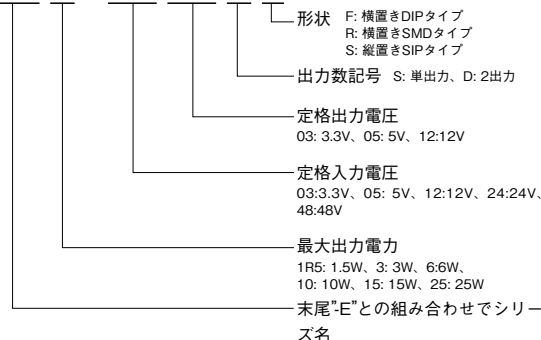 形状 F: 横置きDIPタイプ
R: 横置きSMDタイプ
S: 縦置きSIPタイプ
出力数記号 S: 単出力、D: 2出力
定格出力電圧
03: 3.3V、05: 5V、12:12V
定格入力電圧
03:3.3V、05: 5V、12:12V、24:24V、
48:48V
最大出力電力
1R5: 1.5W、3: 3W、6:6W、
10: 10W、15: 15W、25: 25W
末尾"-E"との組み合わせでシリー
ズ名